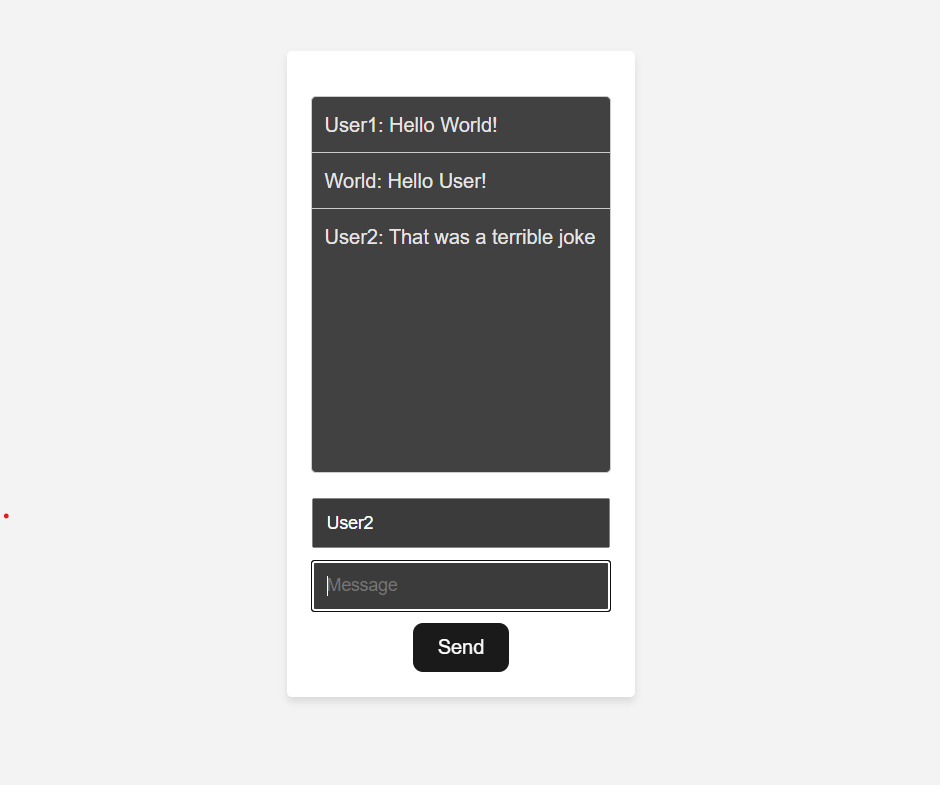 User1: Hello World!
World: Hello User!
User2: That was a terrible joke
User2
Message
Send